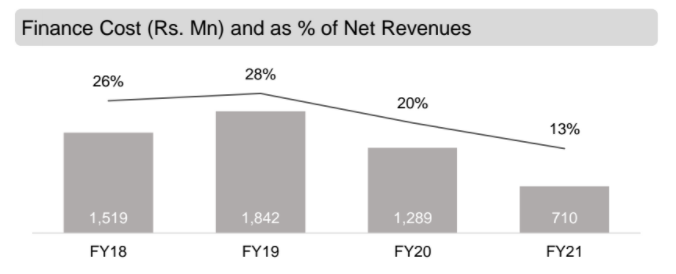 Finance Cost (Rs. Mn) and as % of Net Revenues
26%
28%
20%
13%
1,519
1,842
1,289
710
FY18
FY19
FY20
FY21